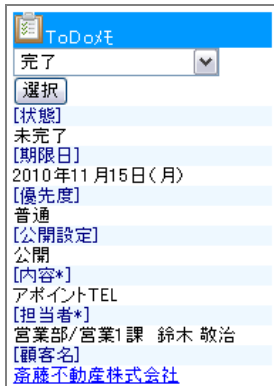 ToDoメモ
完了
選択
[状態]
未完了
[期限日]
2010年11月15日(月)
[優先度]
普通
[公開設定]
公開
[内容*]
アポイントTEL
[担当者*]
営業部/営業1課 鈴木 敬治
[顧客名]
斎藤不動産株式会社